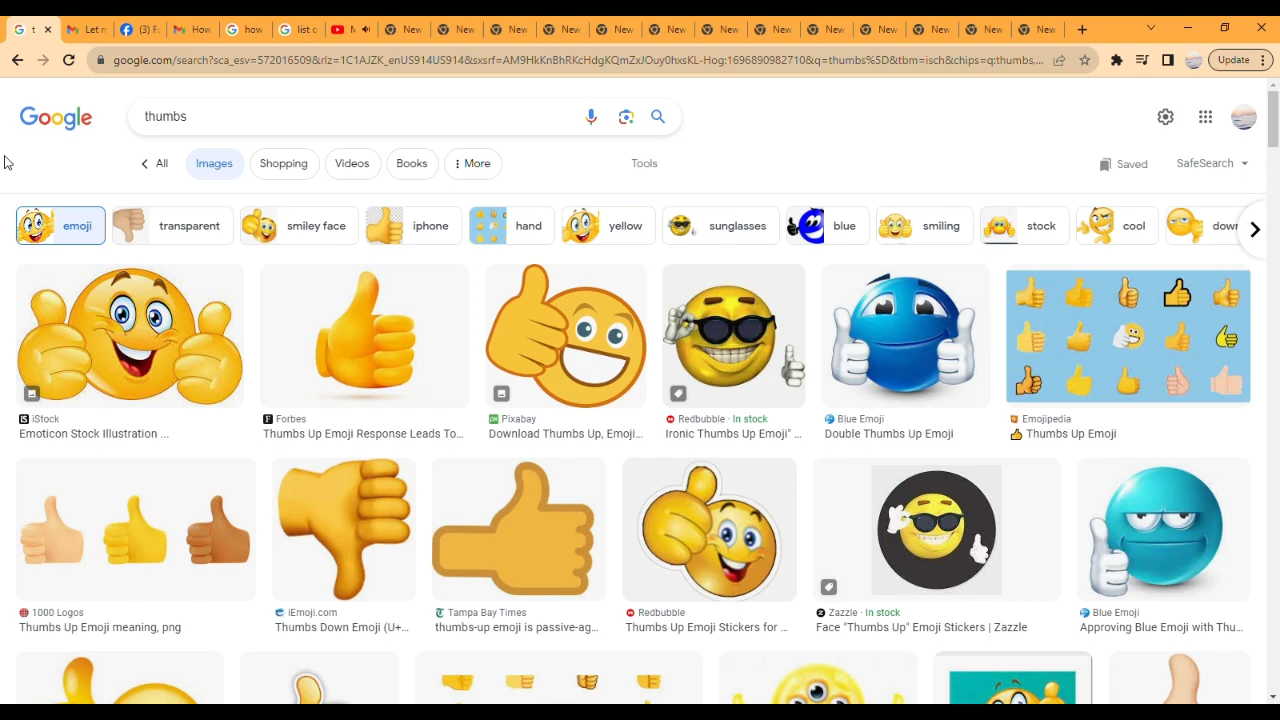 t
Let m
(3) F
How
how
list c
M
New
New
New
New
New
New
New
New
New
New
New
New
New
google.com/search?sca_esv=572016509&rlz=1C1AJZK_enUS914US914&sxsrf=AM9HkKnBhRKcHdgKQmZxJOuy0hxsKL-Hog:1696890982710&q=thumbs%5D&tbm=isch&chips=q:thumbs,...
Update
Google
thumbs
All
Images
Shopping
Videos
Books
More
Tools
Saved
SafeSearch
emoji
transparent
smiley face
iphone
hand
yellow
sunglasses
blue
smiling
stock
cool
down
iStock
Emoticon Stock Illustration ...
Forbes
Thumbs Up Emoji Response Leads To...
Pixabay
Download Thumbs Up, Emoji...
Redbubble · In stock
Ironic Thumbs Up Emoji" ...
Blue Emoji
Double Thumbs Up Emoji
Emojipedia
👍 Thumbs Up Emoji
1000 Logos
Thumbs Up Emoji meaning, png
iEmoji.com
Thumbs Down Emoji (U+...
Tampa Bay Times
thumbs-up emoji is passive-ag...
Redbubble
Thumbs Up Emoji Stickers for ...
Zazzle · In stock
Face "Thumbs Up" Emoji Stickers | Zazzle
Blue Emoji
Approving Blue Emoji with Thu...